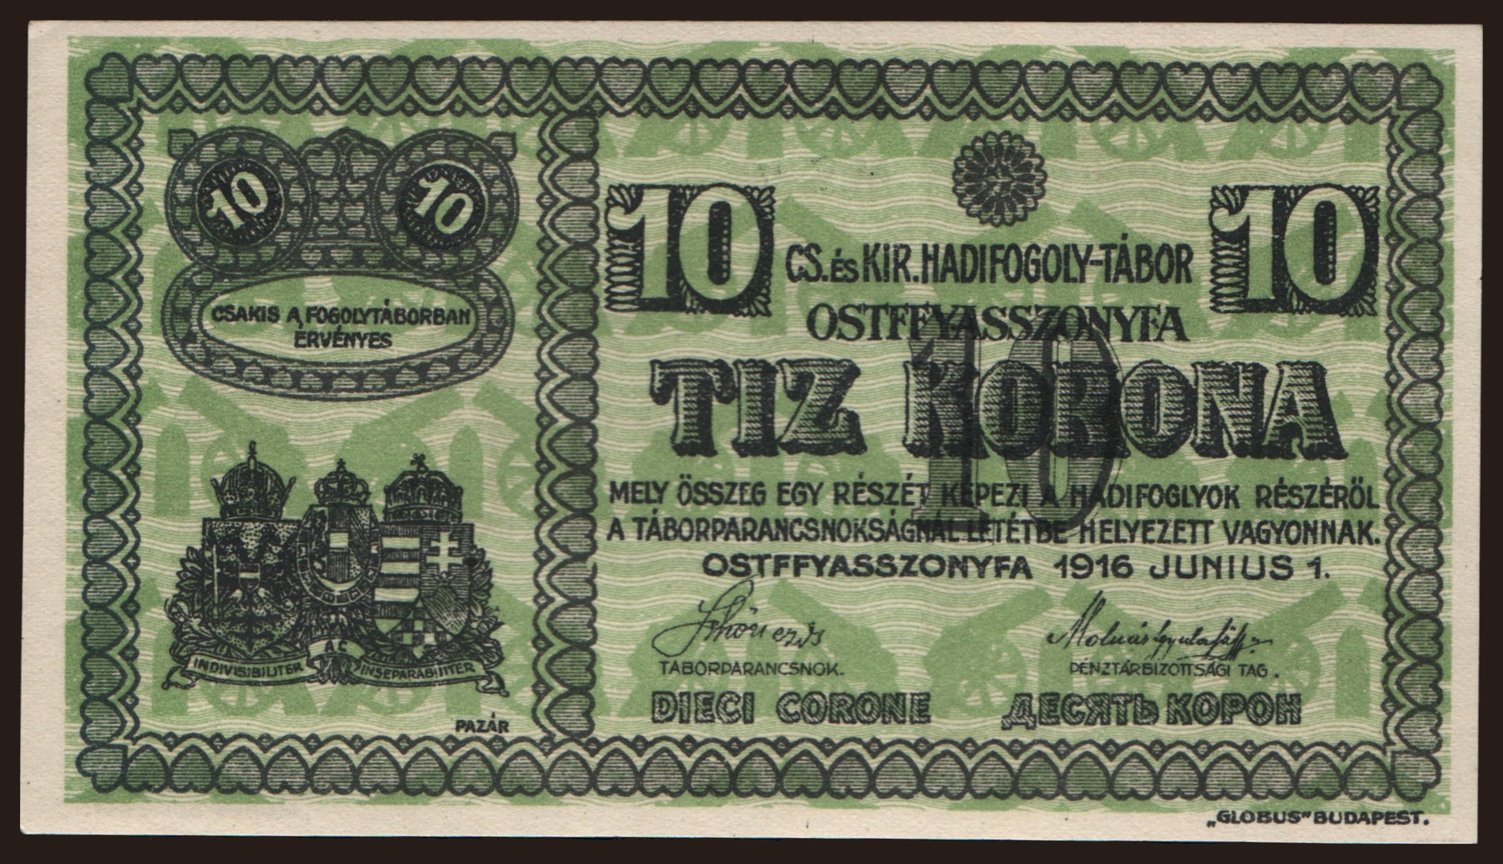 10 10
CSAKIS A FOGOLYTÁBORBAN
ÉRVÉNYES
INDIVISIBILITER AC INSEPARABILITER
PAZÁR
10 10
CS. és KIR. HADIFOGOLY-TÁBOR
OSTFFYASSZONYFA
10
TIZ KORONA
MELY ÖSSZEG EGY RÉSZÉT KÉPEZI A HADIFOGLYOK RÉSZÉRŐL
A TÁBORPARANCSNOKSÁGNÁL LETÉTBE HELYEZETT VAGYONNAK.
OSTFFYASSZONYFA 1916 JUNIUS 1.
TÁBORPARANCSNOK. PÉNZTÁRBIZOTTSÁGI TAG.
DIECI CORONE ДЕСЯТЬ КОРОН
„GLOBUS" BUDAPEST.